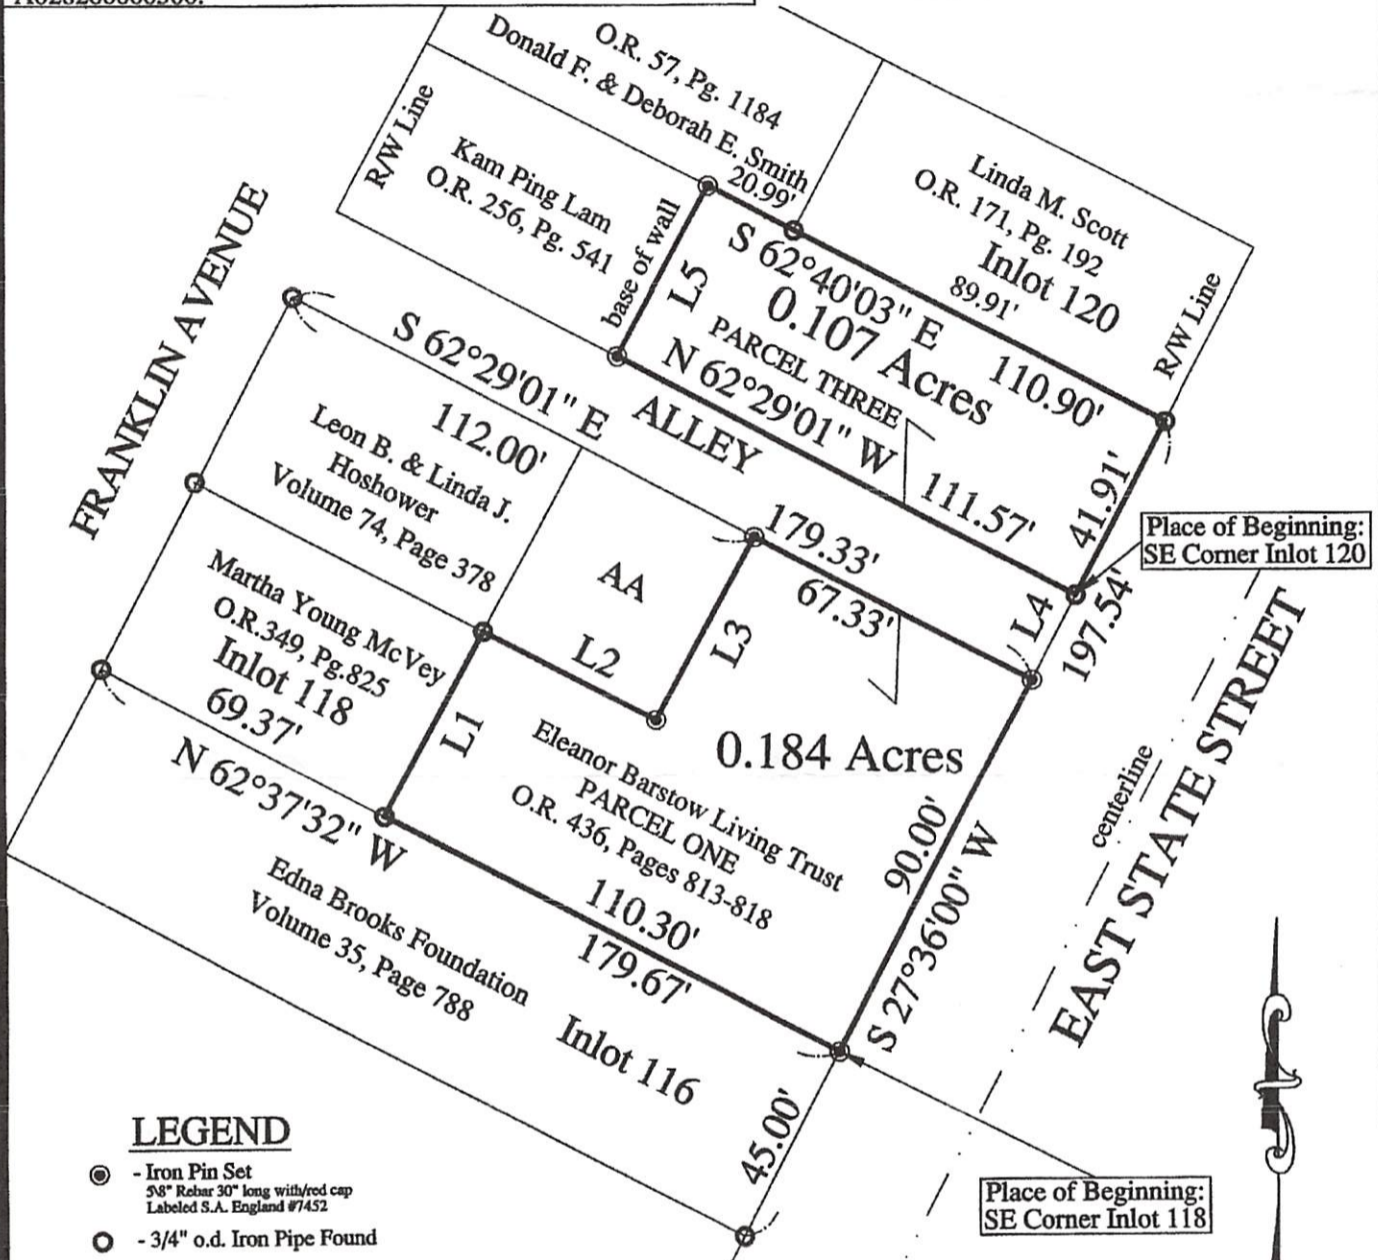 O.R. 57, Pg. 1184
Donald F. & Deborah E. Smith
20.99'
R/W Line
Kam Ping Lam
O.R. 256, Pg. 541
base of wall
L5
Linda M. Scott
O.R. 171, Pg. 192
Inlot 120
89.91'
S 62°40'03" E
110.90'
R/W Line
0.107 Acres
PARCEL THREE
N 62°29'01" W
111.57'
41.91'
FRANKLIN AVENUE
S 62°29'01" E
ALLEY
112.00'
179.33'
67.33'
Place of Beginning:
SE Corner Inlot 120
L4
197.54'
Leon B. & Linda J.
Hoshower
Volume 74, Page 378
AA
L2
L3
Martha Young McVey
O.R.349, Pg.825
Inlot 118
69.37'
L1
N 62°37'32" W
0.184 Acres
Eleanor Barstow Living Trust
PARCEL ONE
O.R. 436, Pages 813-818
110.30'
179.67'
90.00'
S 27°36'00" W
centerline
EAST STATE STREET
Edna Brooks Foundation
Volume 35, Page 788
Inlot 116
45.00'
Place of Beginning:
SE Corner Inlot 118
LEGEND
- Iron Pin Set
5\8" Rebar 30" long with/red cap
Labeled S.A. England #7452
- 3/4" o.d. Iron Pipe Found